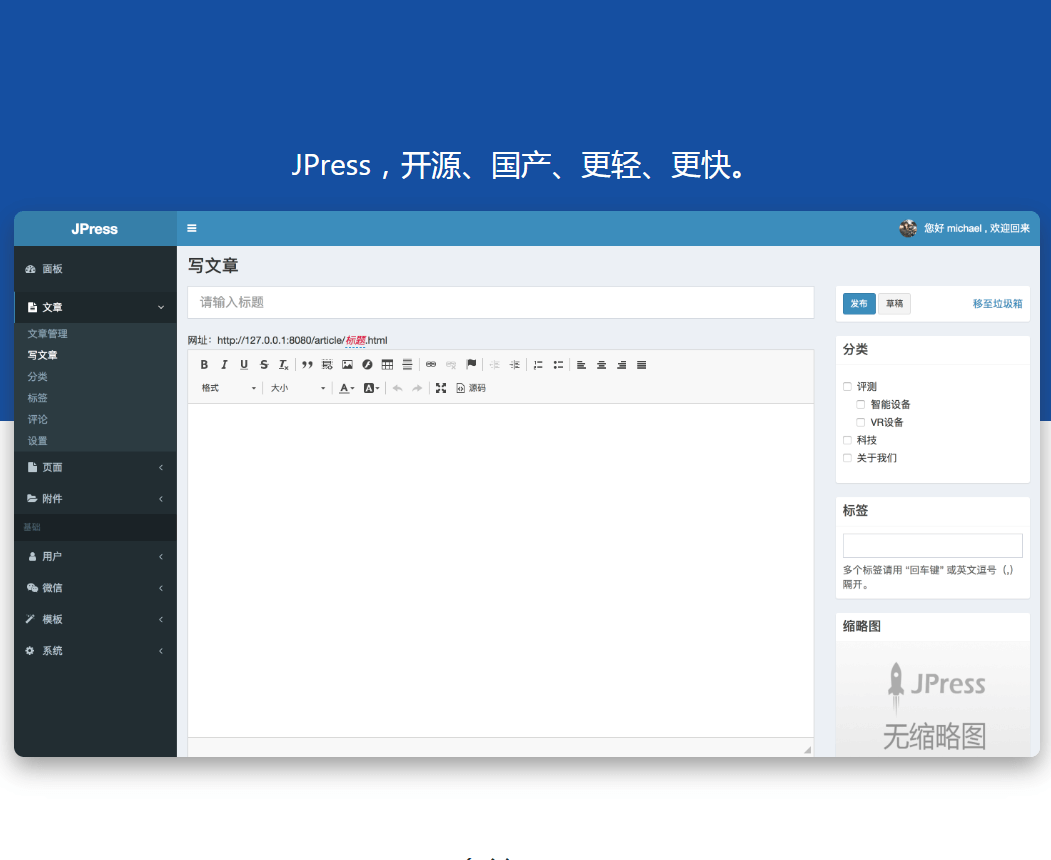 JPress，开源、国产、更轻、更快。
JPress
您好 michael , 欢迎回来
面板
文章
文章管理
写文章
分类
标签
评论
设置
页面
附件
基础
用户
微信
模板
系统
写文章
请输入标题
网址：http://127.0.0.1:8080/article/标题.html
B I U S Tx
格式 大小 A A 源码
发布 草稿 移至垃圾箱
分类
评测
智能设备
VR设备
科技
关于我们
标签
多个标签请用 “回车键” 或英文逗号（,）
隔开。
缩略图
JPress
无缩略图